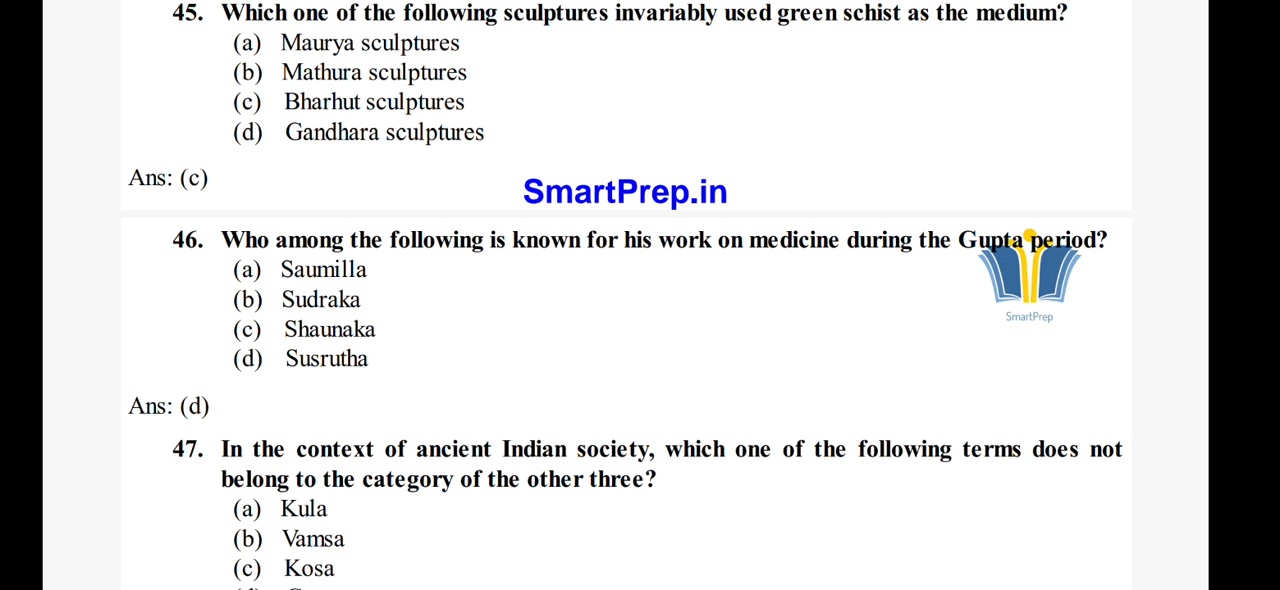 45. Which one of the following sculptures invariably used green schist as the medium?
(a) Maurya sculptures
(b) Mathura sculptures
(c) Bharhut sculptures
(d) Gandhara sculptures
Ans: (c)
SmartPrep.in
46. Who among the following is known for his work on medicine during the Gupta period?
(a) Saumilla
(b) Sudraka
(c) Shaunaka
(d) Susrutha
SmartPrep
Ans: (d)
47. In the context of ancient Indian society, which one of the following terms does not
belong to the category of the other three?
(a) Kula
(b) Vamsa
(c) Kosa